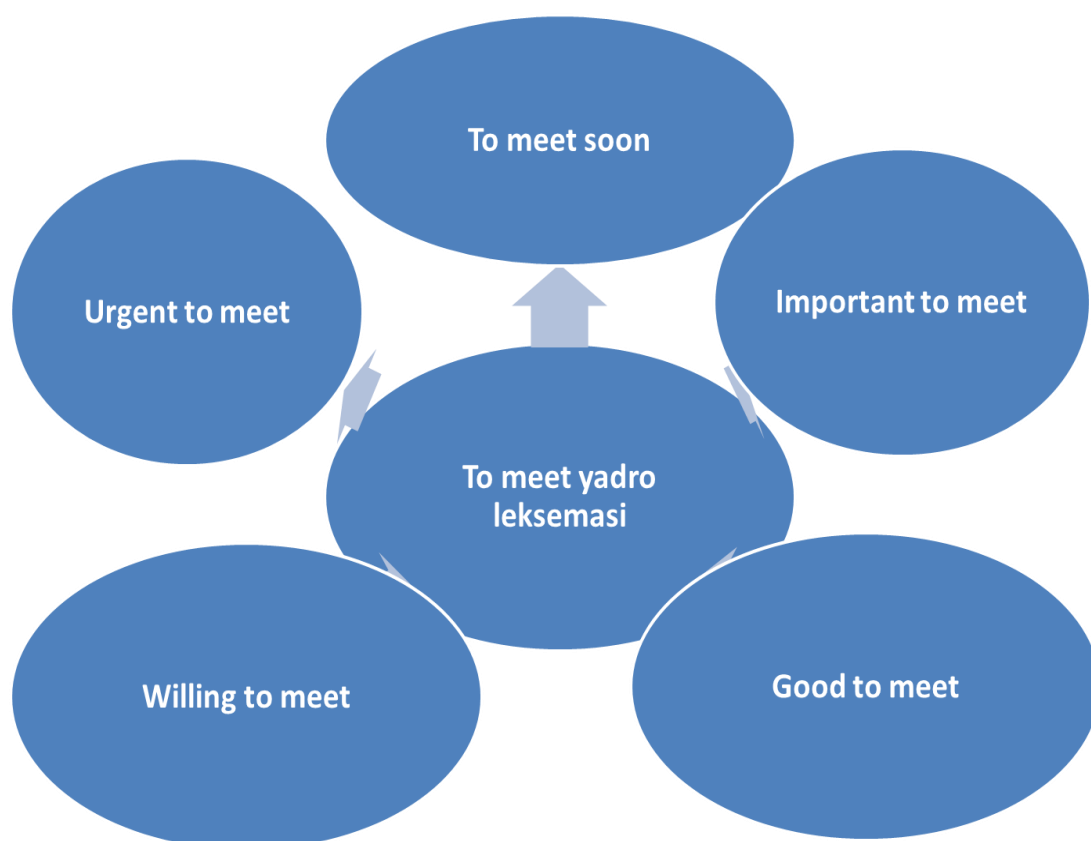 To meet soon
Urgent to meet
Important to meet
To meet yadro
leksemasi
Willing to meet
Good to meet